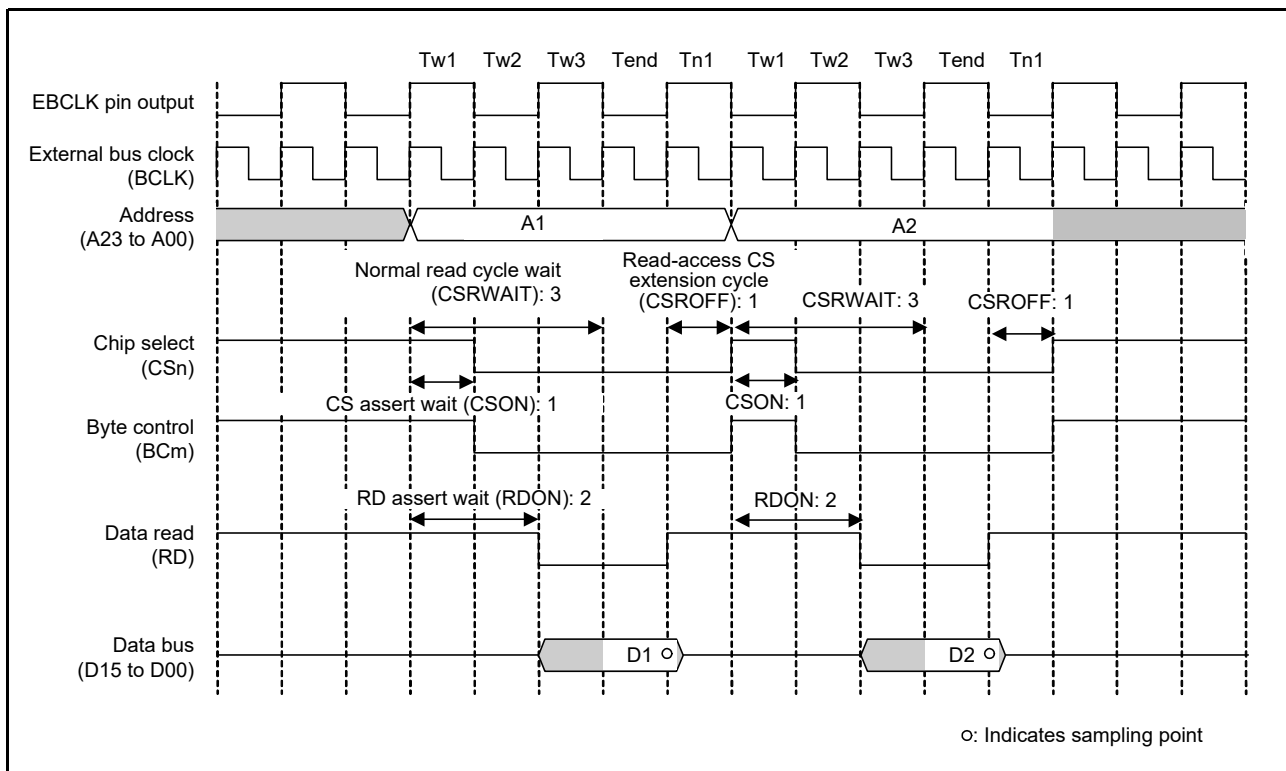 Tw1 Tw2 Tw3 Tend Tn1 Tw1 Tw2 Tw3 Tend Tn1
EBCLK pin output
External bus clock
(BCLK)
Address
(A23 to A00)
A1
A2
Normal read cycle wait
(CSRWAIT): 3
Read-access CS
extension cycle
(CSROFF): 1
CSRWAIT: 3
CSROFF: 1
Chip select
(CSn)
CS assert wait (CSON): 1
CSON: 1
Byte control
(BCm)
RD assert wait (RDON): 2
RDON: 2
Data read
(RD)
Data bus
(D15 to D00)
D1
D2
: Indicates sampling point